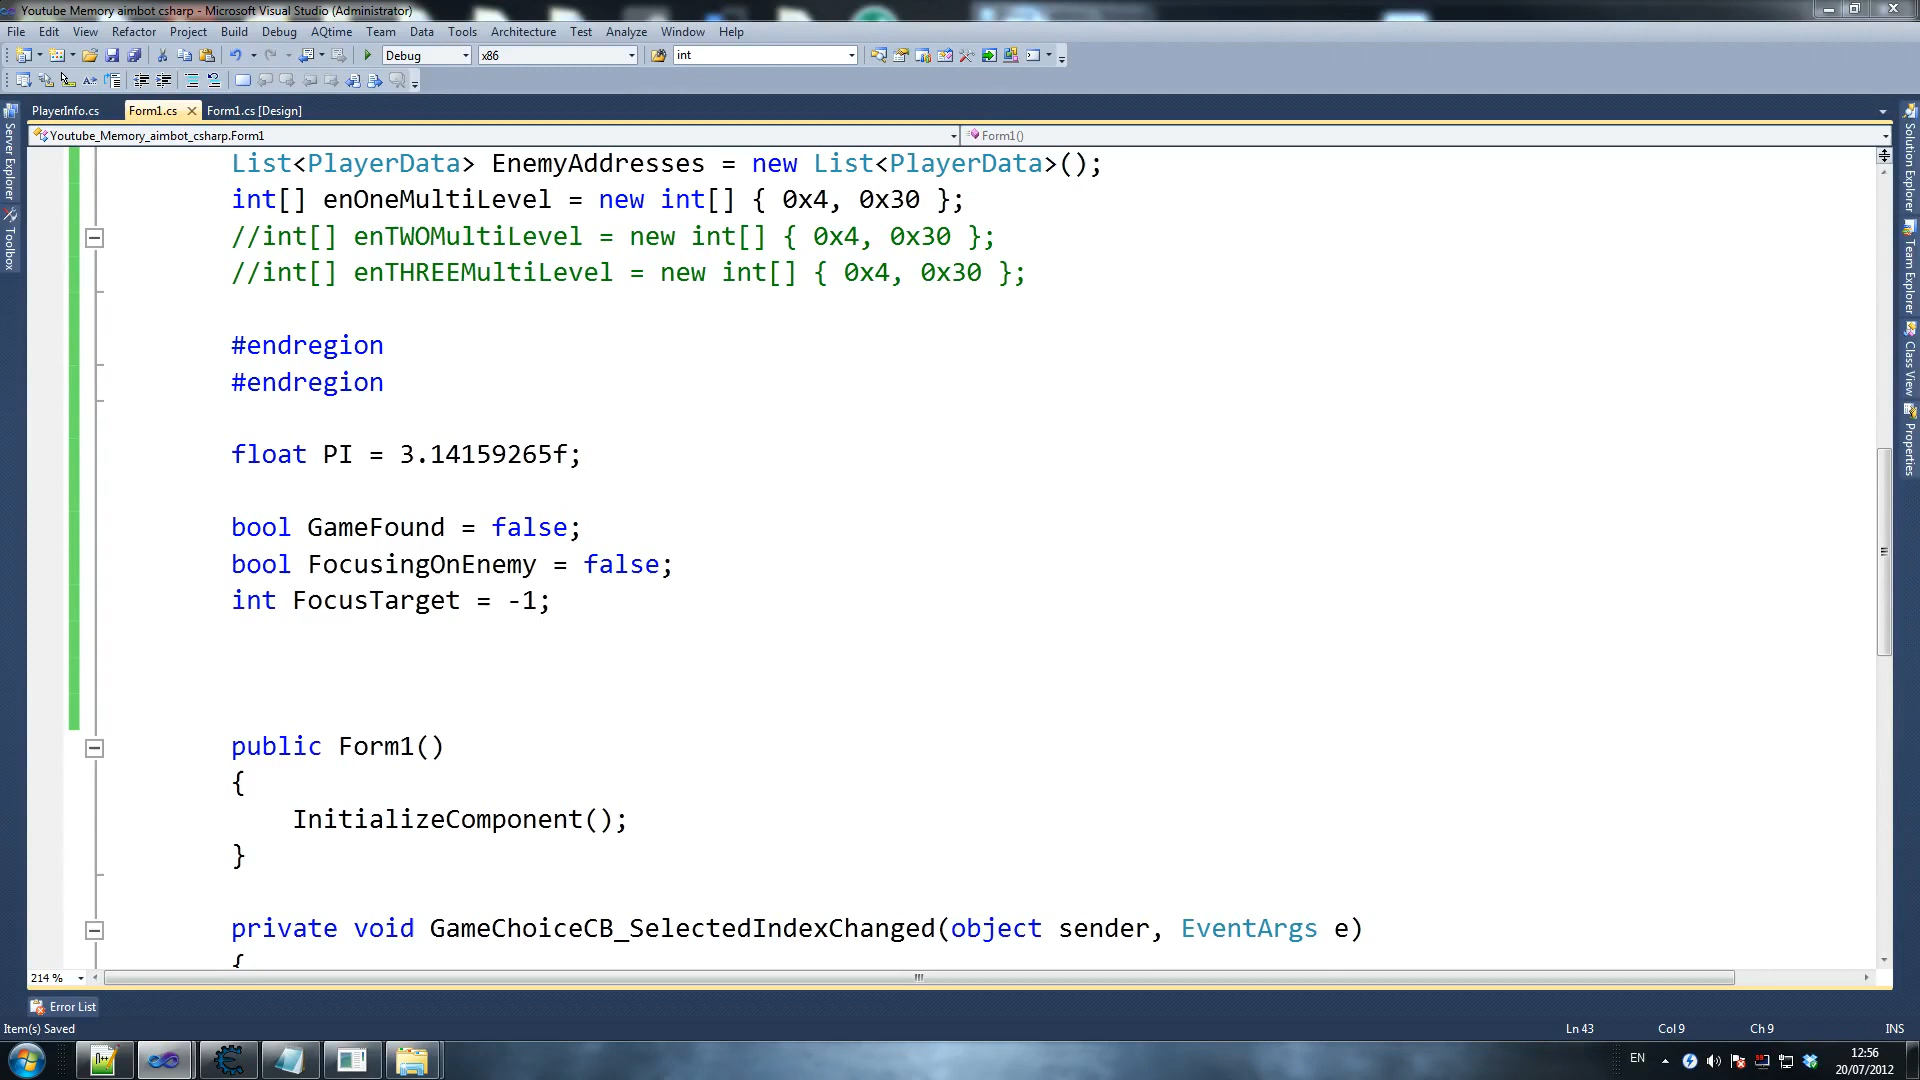 Youtube Memory aimbot csharp - Microsoft Visual Studio (Administrator)
File Edit View Refactor Project Build Debug AQtime Team Data Tools Architecture Test Analyze Window Help
Debug x86 int
PlayerInfo.cs Form1.cs Form1.cs [Design]
Youtube_Memory_aimbot_csharp.Form1 Form1()
List<PlayerData> EnemyAddresses = new List<PlayerData>();
int[] enOneMultiLevel = new int[] { 0x4, 0x30 };
//int[] enTWOMultiLevel = new int[] { 0x4, 0x30 };
//int[] enTHREEMultiLevel = new int[] { 0x4, 0x30 };
#endregion
#endregion
float PI = 3.14159265f;
bool GameFound = false;
bool FocusingOnEnemy = false;
int FocusTarget = -1;
public Form1()
{
InitializeComponent();
}
private void GameChoiceCB_SelectedIndexChanged(object sender, EventArgs e)
{
214 %
Server Explorer
Toolbox
Solution Explorer
Team Explorer
Class View
Properties
Error List
Item(s) Saved Ln 43 Col 9 Ch 9 INS
EN 12:56
20/07/2012